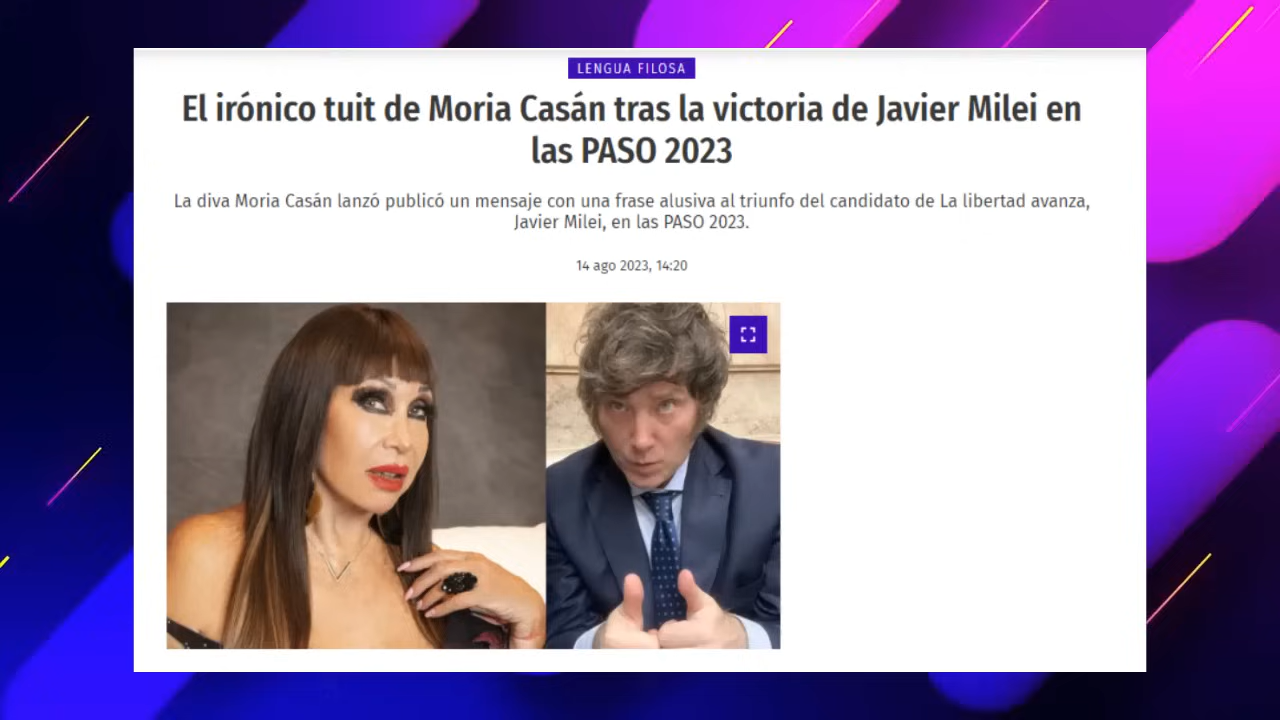 LENGUA FILOSA
El irónico tuit de Moria Casán tras la victoria de Javier Milei en
las PASO 2023
La diva Moria Casán lanzó publicó un mensaje con una frase alusiva al triunfo del candidato de La libertad avanza,
Javier Milei, en las PASO 2023.
14 ago 2023, 14:20